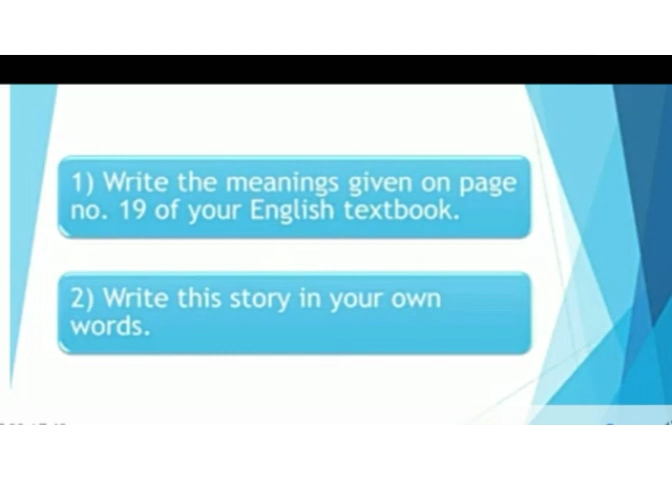 1) Write the meanings given on page
no. 19 of your English textbook.
2) Write this story in your own
words.